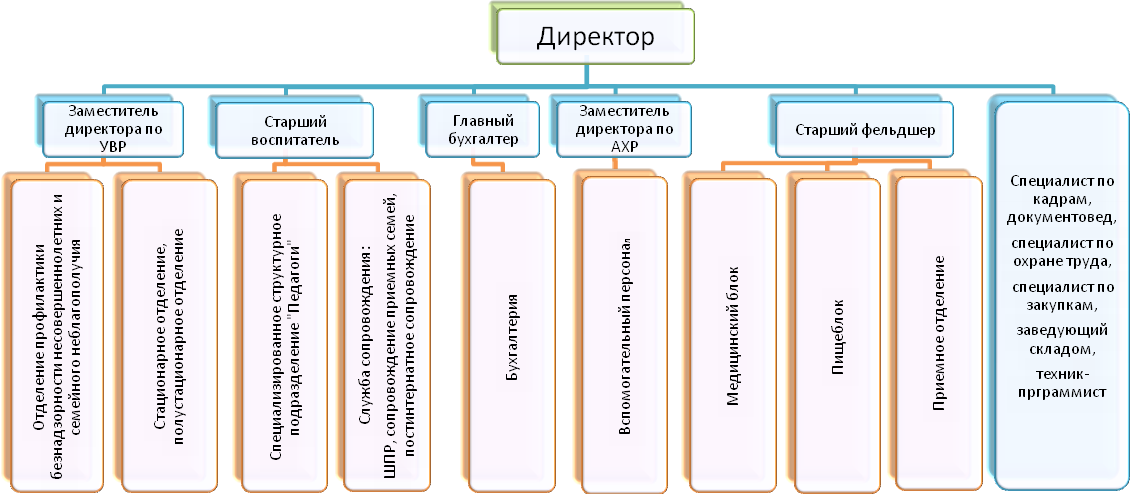 Директор
Заместитель
директора по
УВР
Старший
воспитатель
Главный
бухгалтер
Заместитель
директора по
АХР
Старший фельдшер
Отделение профилактики
безнадзорности несовершеннолетних и
семейного неблагополучия
Стационарное отделение,
полустационарное отделение
Специализированное структурное
подразделение "Педагоги"
Служба сопровождения:
ШПР, сопровождение приемных семей,
постинтернатное сопровождение
Бухгалтерия
Вспомогательный персонал
Медицинский блок
Пищеблок
Приемное отделение
Специалист по
кадрам,
документовед,
специалист по
охране труда,
специалист по
закупкам,
заведующий
складом,
техник-
прграммист